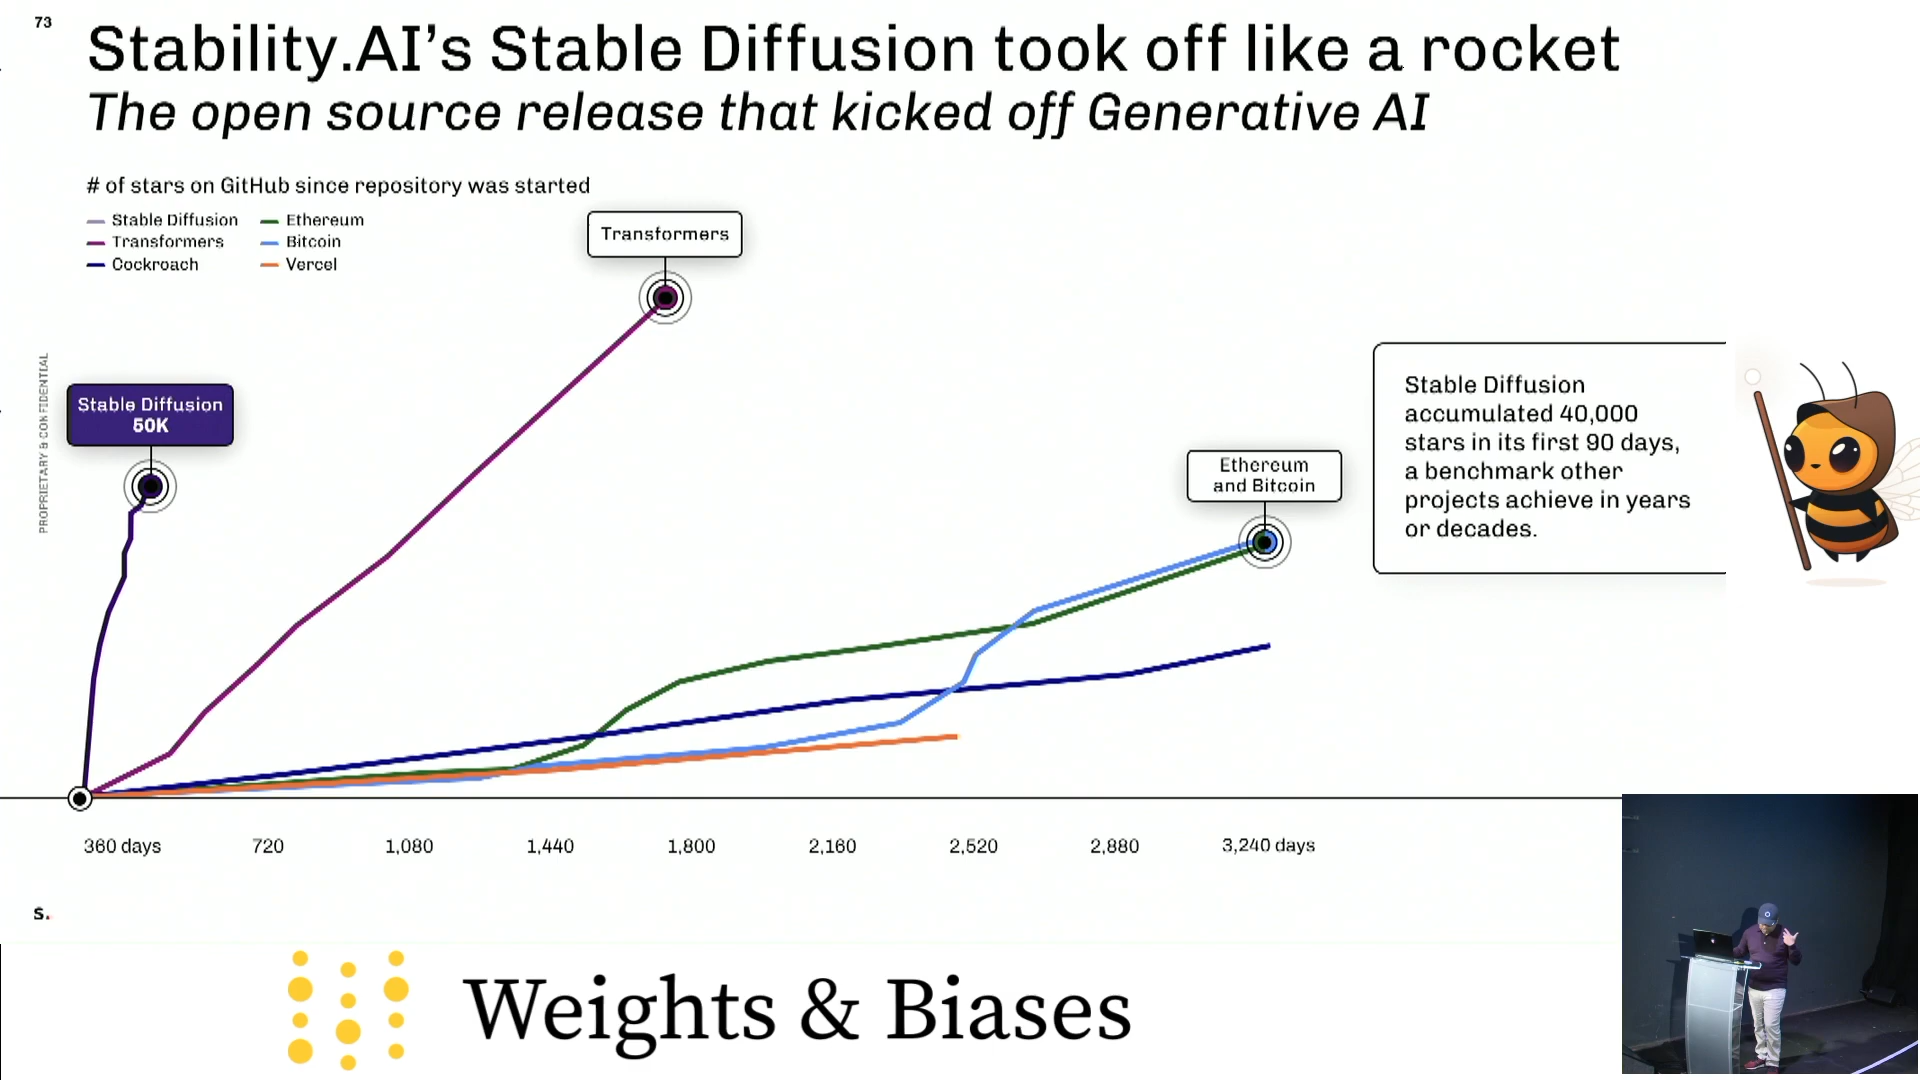 73
Stability.AI’s Stable Diffusion took off like a rocket
The open source release that kicked off Generative AI
# of stars on GitHub since repository was started
Stable Diffusion
Transformers
Cockroach
Ethereum
Bitcoin
Vercel
Transformers
PROPRIETARY & CONFIDENTIAL
Stable Diffusion
50K
Ethereum
and Bitcoin
Stable Diffusion
accumulated 40,000
stars in its first 90 days,
a benchmark other
projects achieve in years
or decades.
360 days 720 1,080 1,440 1,800 2,160 2,520 2,880 3,240 days
s.
Weights & Biases